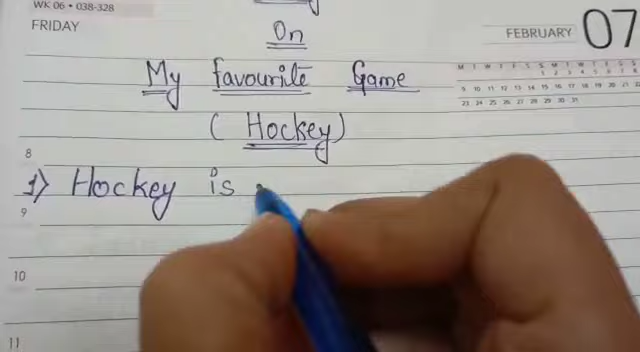 WK 06 • 038-328
FRIDAY
FEBRUARY 07
On
My favourite Game
(Hockey)
8
1) Hockey is
9
10
11